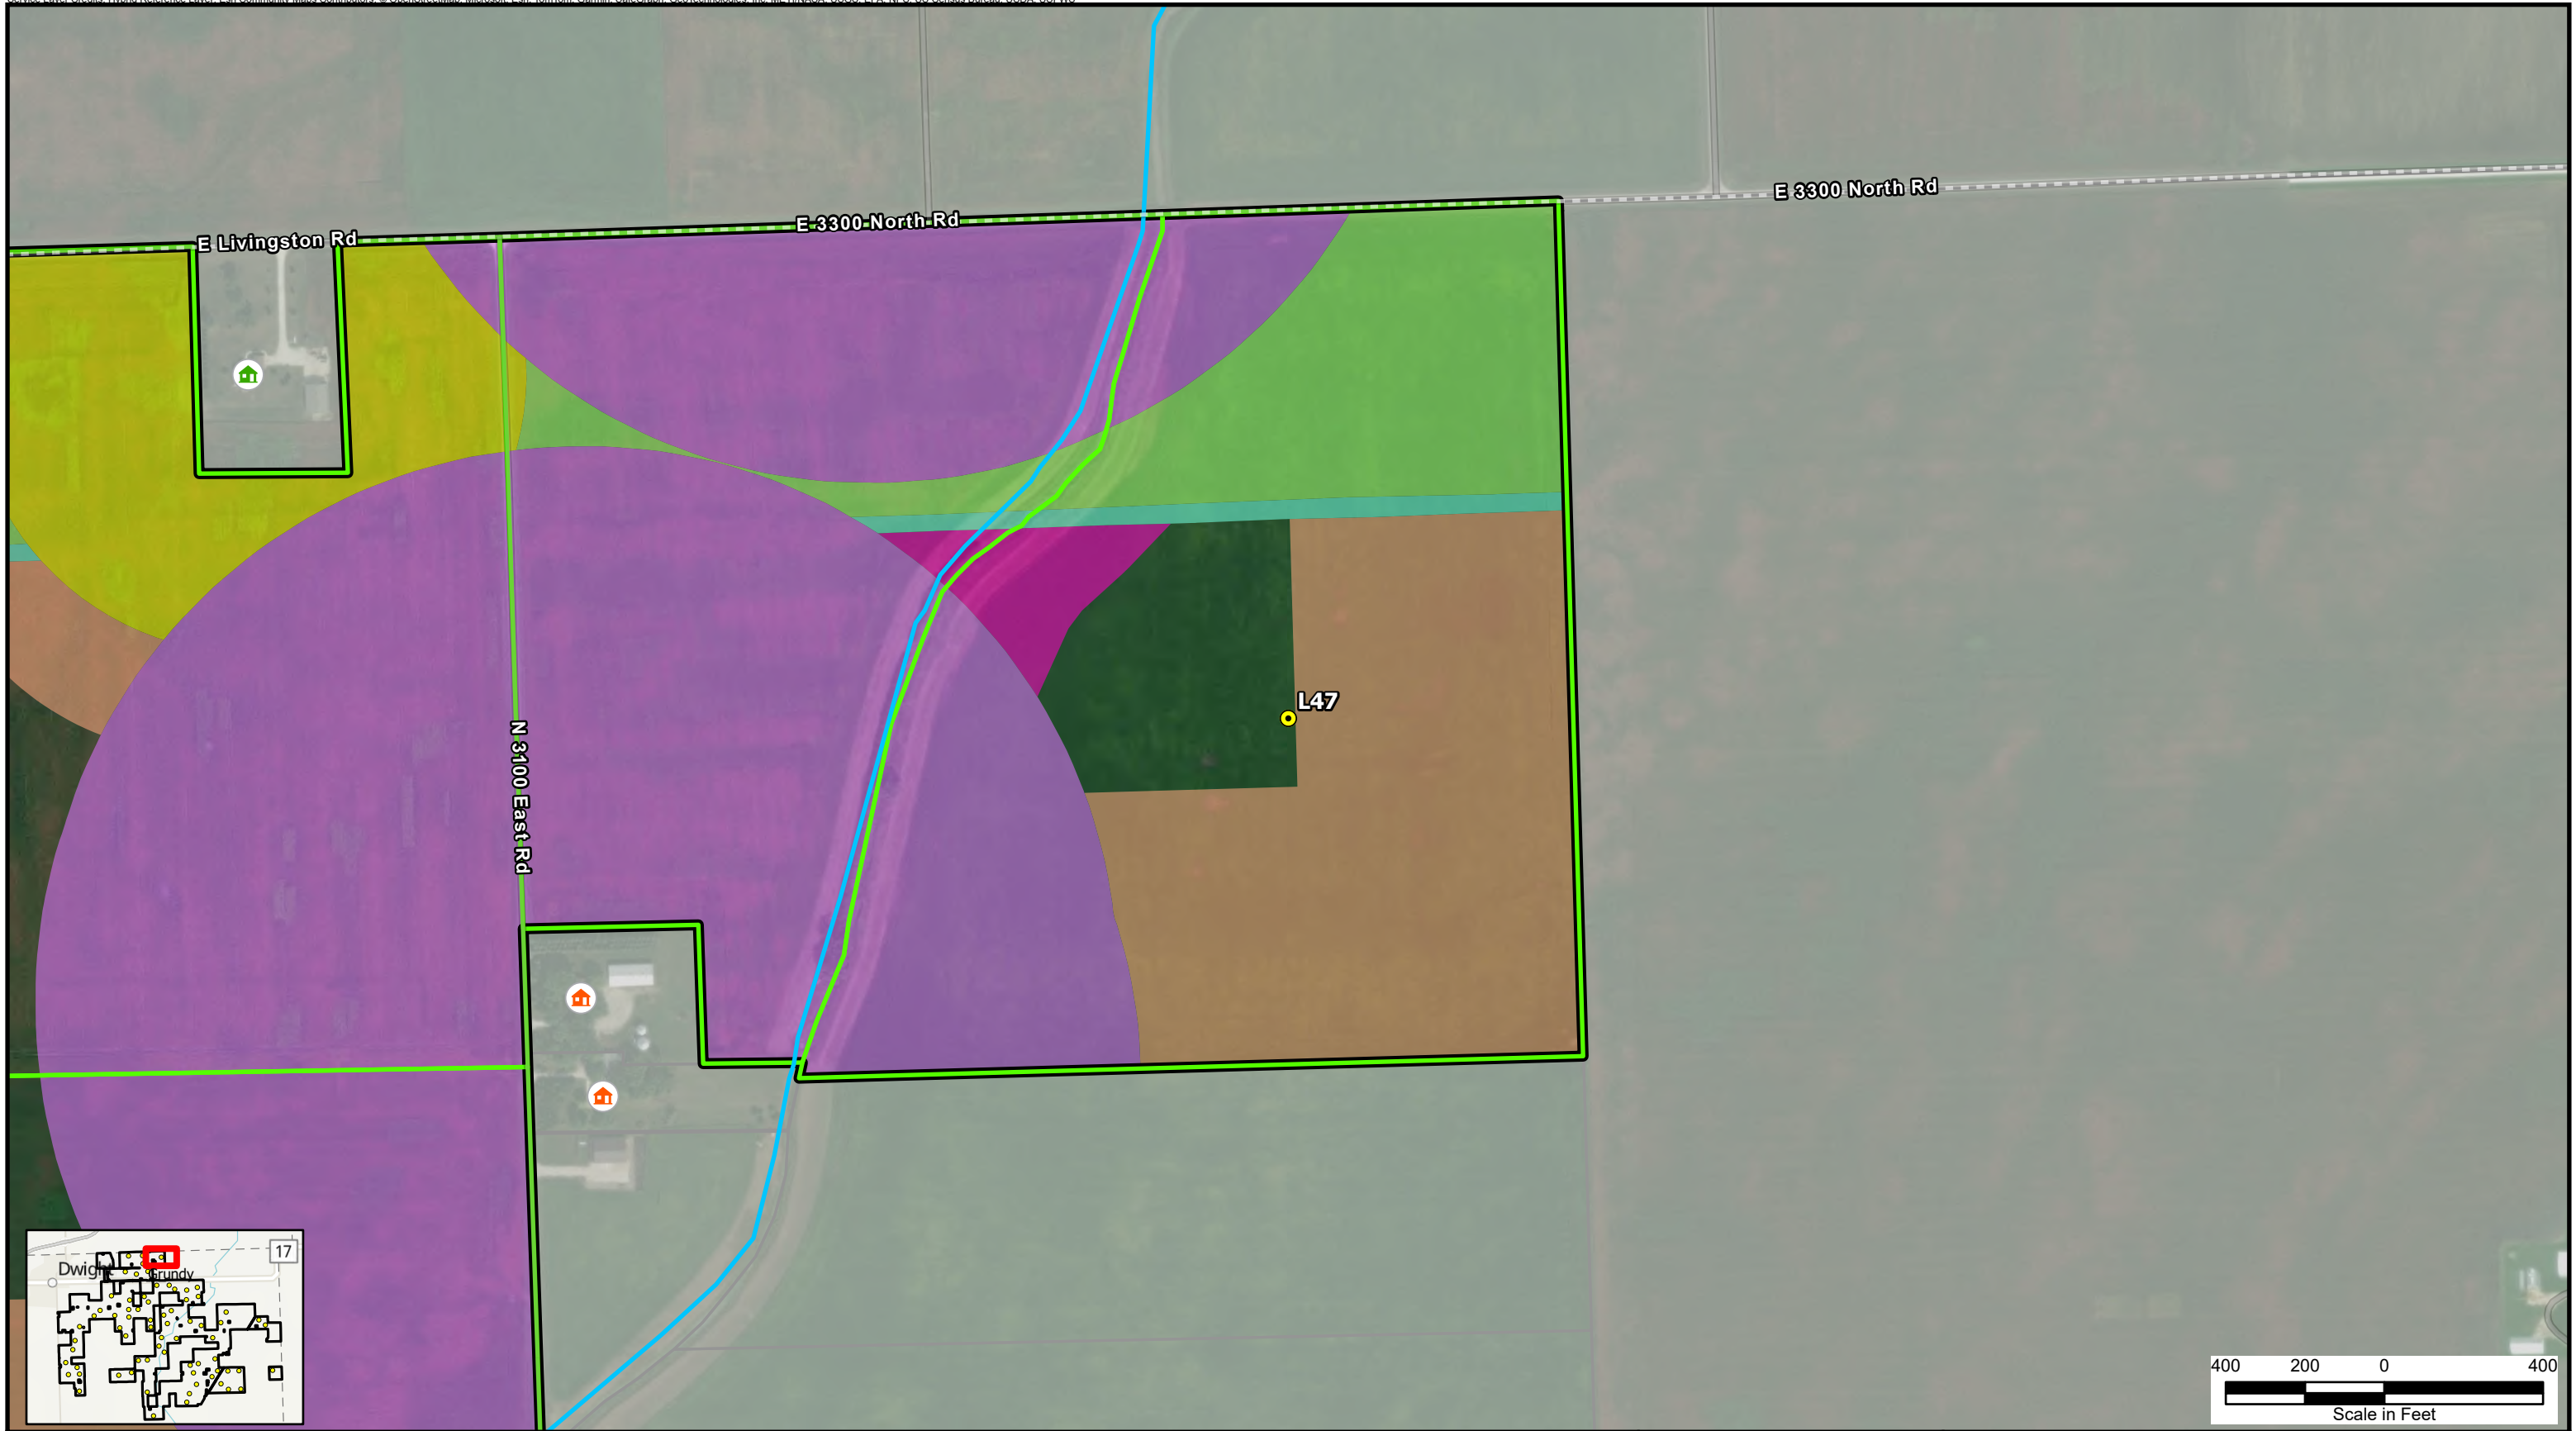 E 3300 North Rd
E 3300 North Rd
E Livingston Rd
L47
N 3100 East Rd
17
Dwight
Grundy
400 200 0 400
Scale in Feet